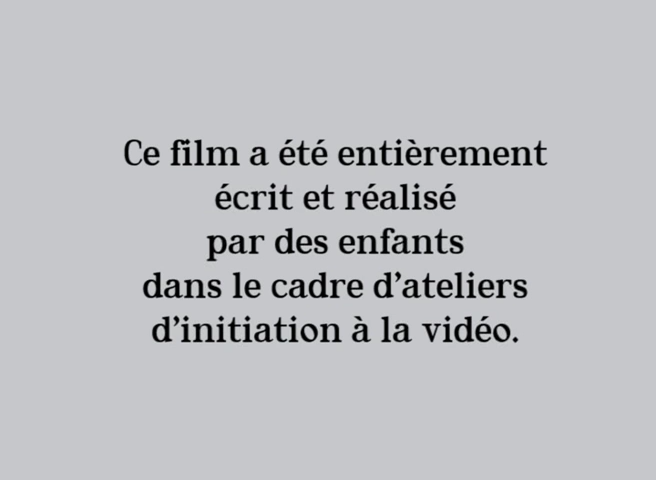 Ce film a été entièrement
écrit et réalisé
par des enfants
dans le cadre d’ateliers
d’initiation à la vidéo.